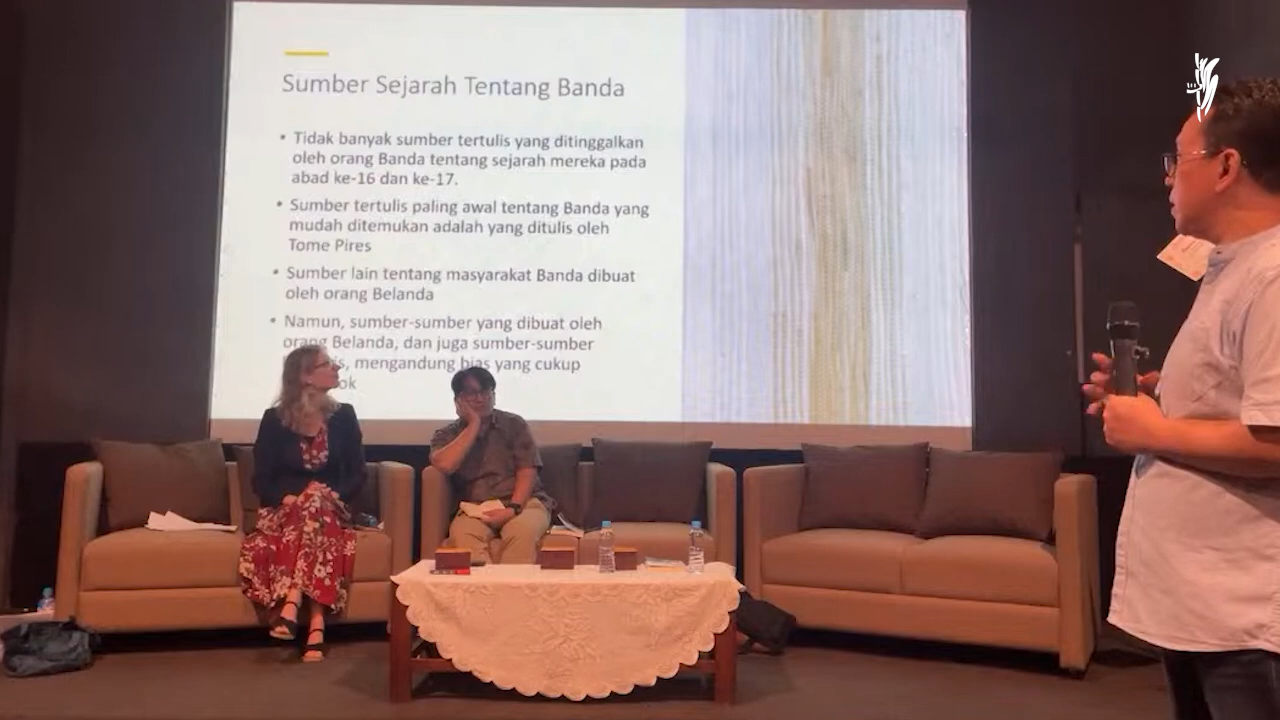 Sumber Sejarah Tentang Banda
• Tidak banyak sumber tertulis yang ditinggalkan
oleh orang Banda tentang sejarah mereka pada
abad ke-16 dan ke-17.
• Sumber tertulis paling awal tentang Banda yang
mudah ditemukan adalah yang ditulis oleh
Tome Pires
• Sumber lain tentang masyarakat Banda dibuat
oleh orang Belanda
• Namun, sumber-sumber yang dibuat oleh
orang Belanda, dan juga sumber-sumber
mengandung bias yang cukup